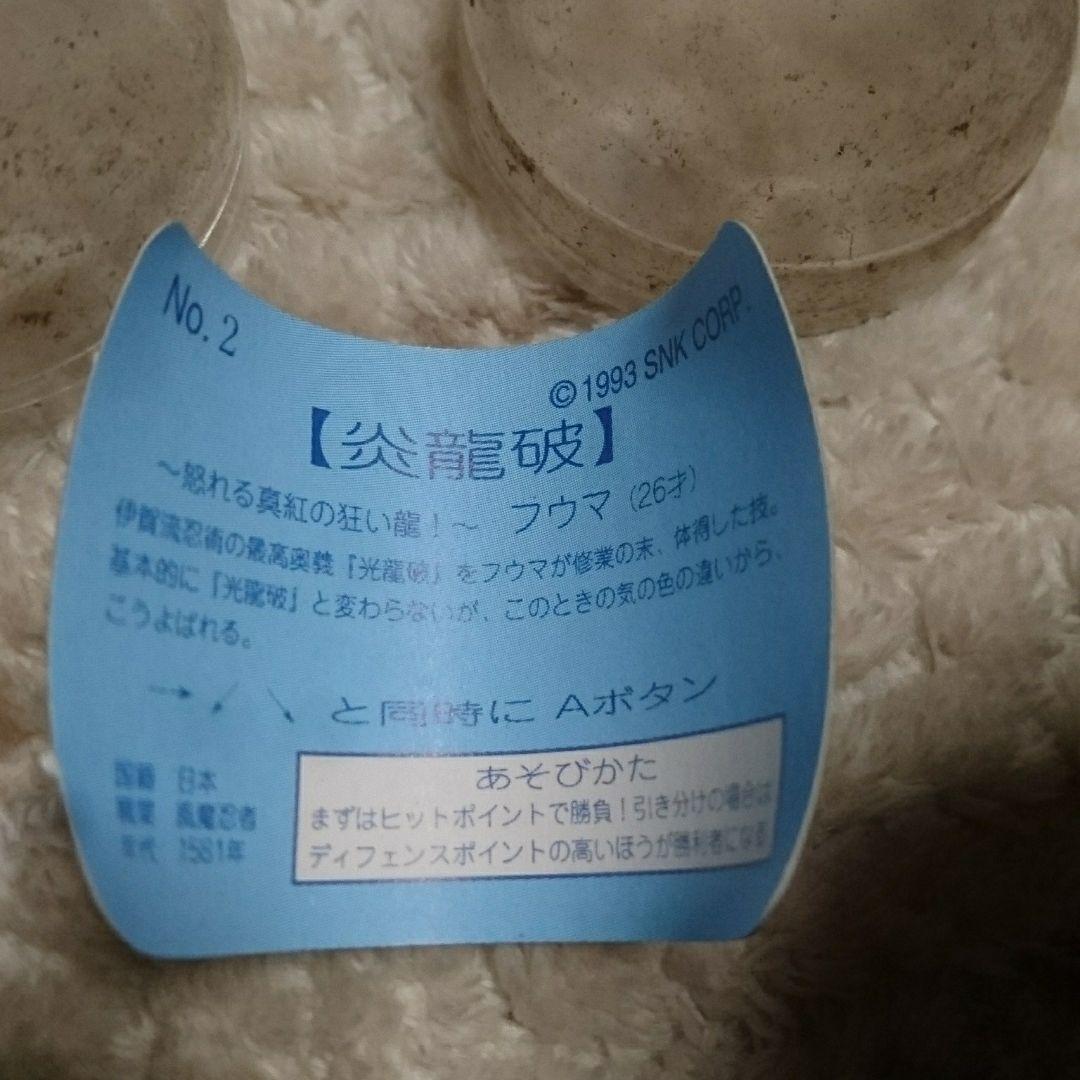 No. 2
©1993 SNK CORP.
【炎龍破】
～怒れる真紅の狂い龍！～ フウマ（26才）
伊賀流忍術の最高奥義『光龍破』をフウマが修業の末、体得した技。
基本的に『光龍破』と変わらないが、このときの気の色の違いから、
こうよばれる。
→ ↙ ↘ と同時に Aボタン
国籍 日本
職業 風魔忍者
年代 1581年
あそびかた
まずはヒットポイントで勝負！引き分けの場合は
ディフェンスポイントの高いほうが勝利者になる